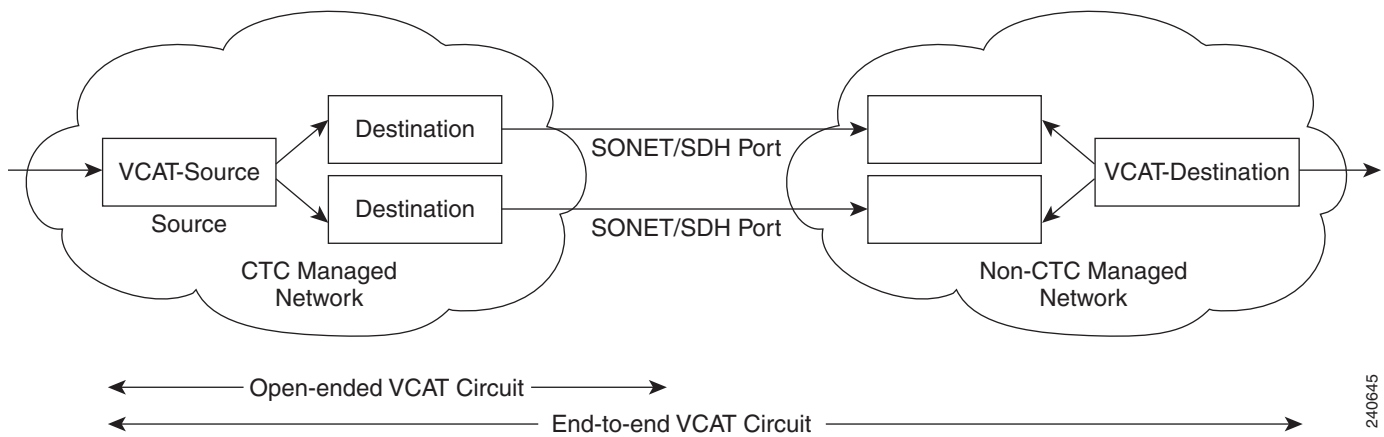 Destination
SONET/SDH Port
VCAT-Source
VCAT-Destination
Destination
Source
SONET/SDH Port
CTC Managed
Network
Non-CTC Managed
Network
Open-ended VCAT Circuit
End-to-end VCAT Circuit
240645